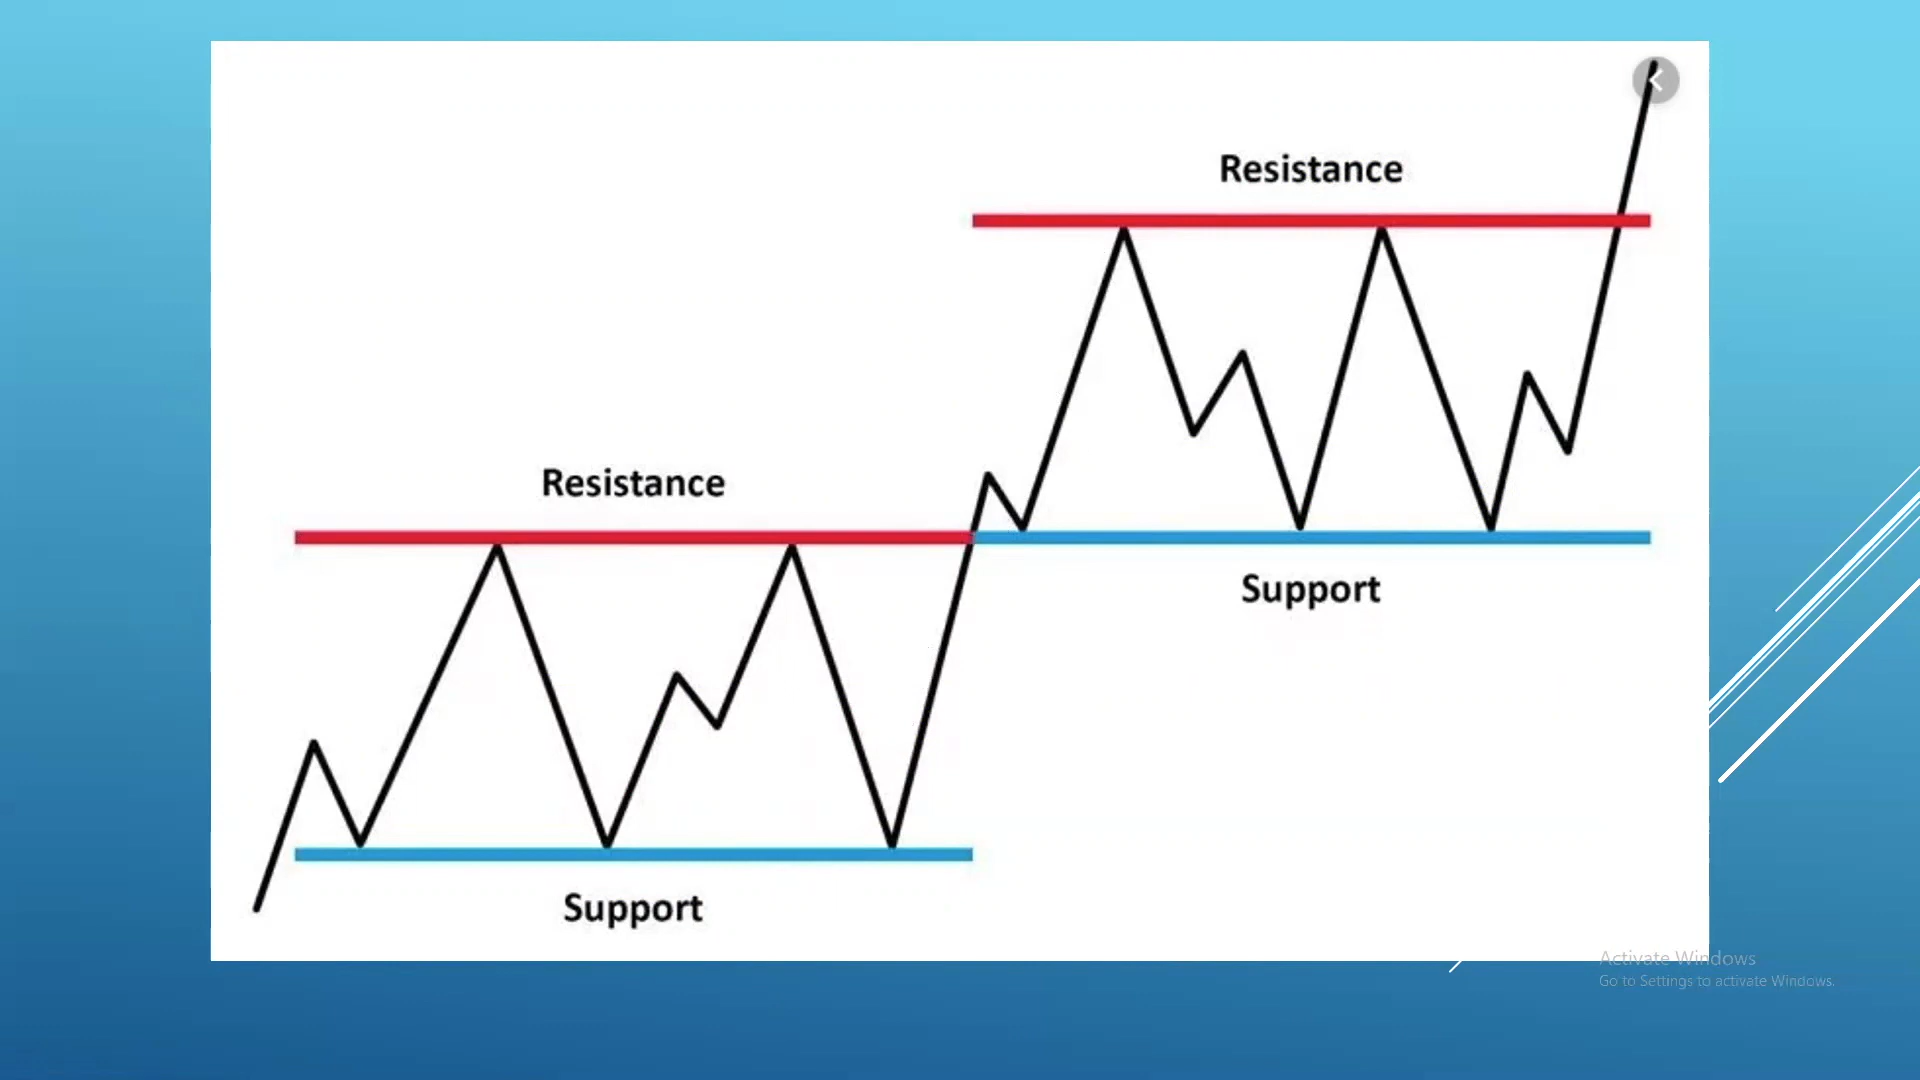 Resistance
Resistance
Support
Support
Activate Windows
Go to Settings to activate Windows.